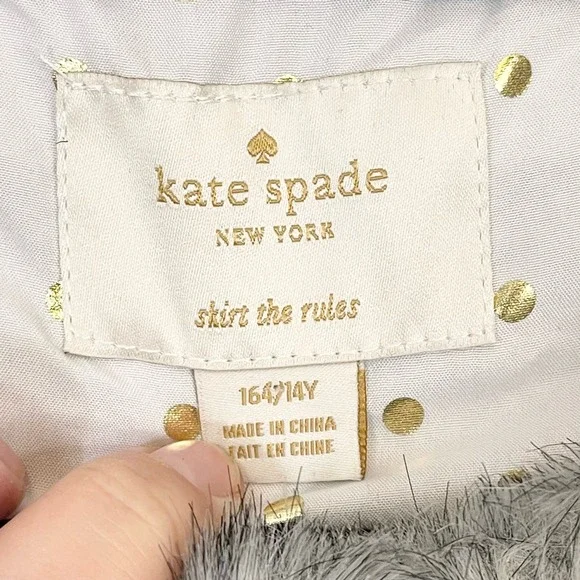 kate spade
NEW YORK
skirt the rules
164/14Y
MADE IN CHINA
FAIT EN CHINE